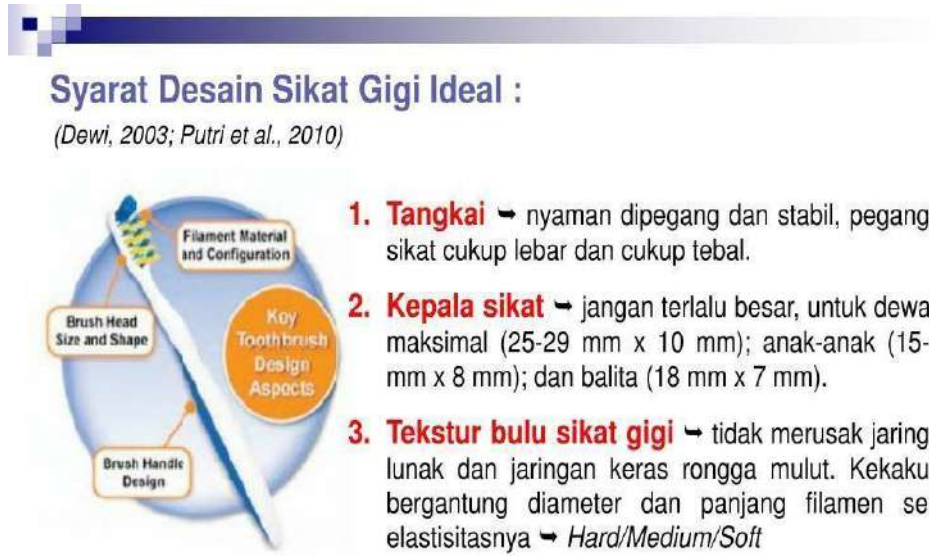 Syarat Desain Sikat Gigi Ideal :
(Dewi, 2003; Putri et al., 2010)
Filament Material
and Configuration
Brush Head
Size and Shape
Key
Toothbrush
Design
Aspects
Brush Handle
Design
1. Tangkai ➥ nyaman dipegang dan stabil, pegang
sikat cukup lebar dan cukup tebal.
2. Kepala sikat ➥ jangan terlalu besar, untuk dewa
maksimal (25-29 mm x 10 mm); anak-anak (15-
mm x 8 mm); dan balita (18 mm x 7 mm).
3. Tekstur bulu sikat gigi ➥ tidak merusak jaring
lunak dan jaringan keras rongga mulut. Kekaku
bergantung diameter dan panjang filamen se
elastisitasnya ➥ Hard/Medium/Soft